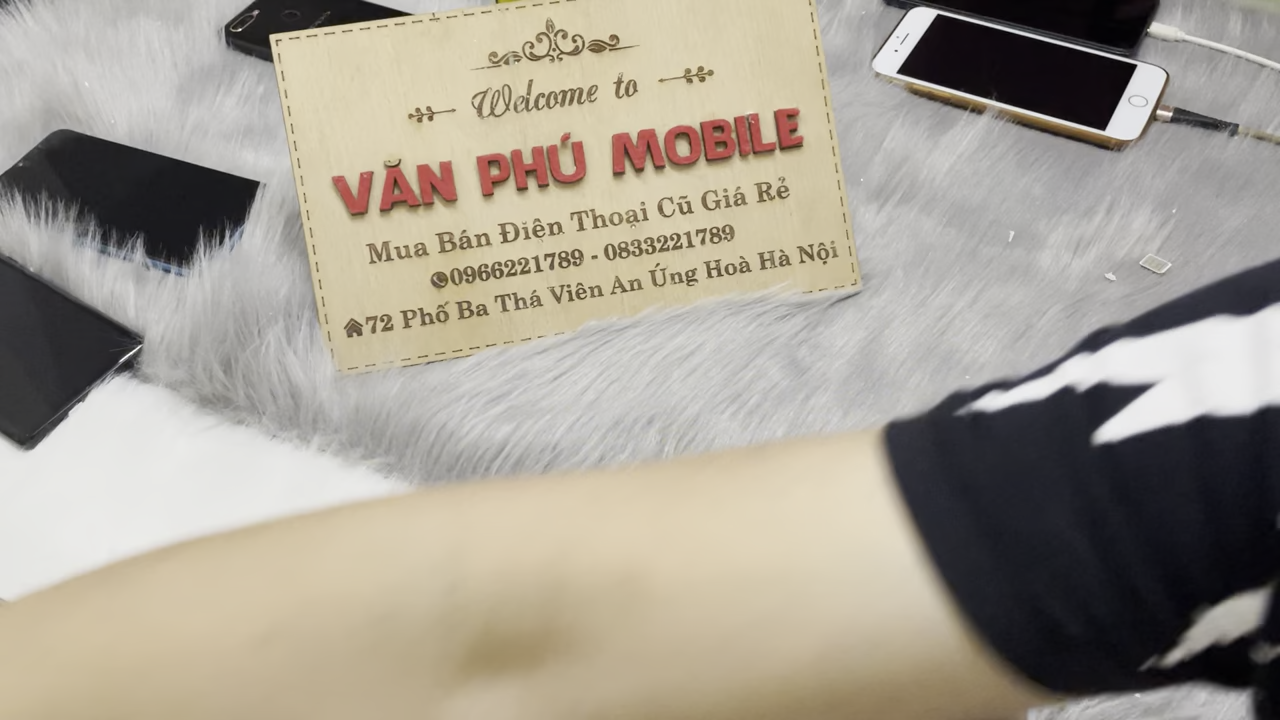 Welcome to
VĂN PHÚ MOBILE
Mua Bán Điện Thoại Cũ Giá Rẻ
0966221789 - 0833221789
72 Phố Ba Thá Viên An Ứng Hoà Hà Nội